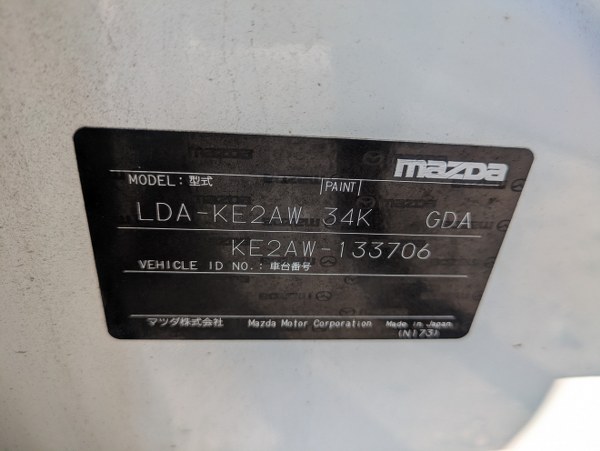 mazda
MODEL: 型式 PAINT
LDA-KE2AW 34K GDA
KE2AW-133706
VEHICLE ID NO.: 車台番号
マツダ株式会社 Mazda Motor Corporation Made in Japan
(N173)